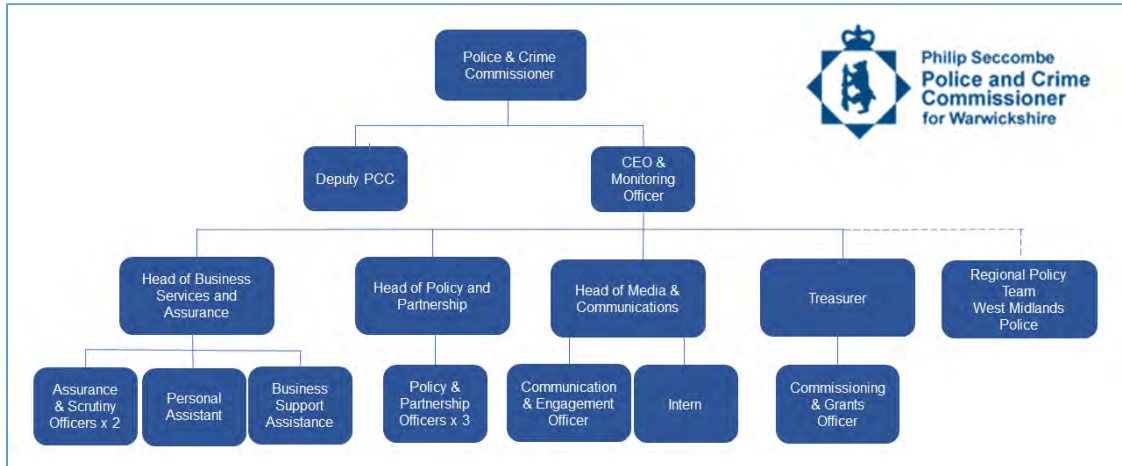 Police & Crime
Commissioner
Philip Seccombe
Police and Crime
Commissioner
for Warwickshire
Deputy PCC
CEO &
Monitoring
Officer
Head of Business
Services and
Assurance
Head of Policy and
Partnership
Head of Media &
Communications
Treasurer
Regional Policy
Team
West Midlands
Police
Assurance
& Scrutiny
Officers x 2
Personal
Assistant
Business
Support
Assistance
Policy &
Partnership
Officers x 3
Communication
& Engagement
Officer
Intern
Commissioning
& Grants
Officer